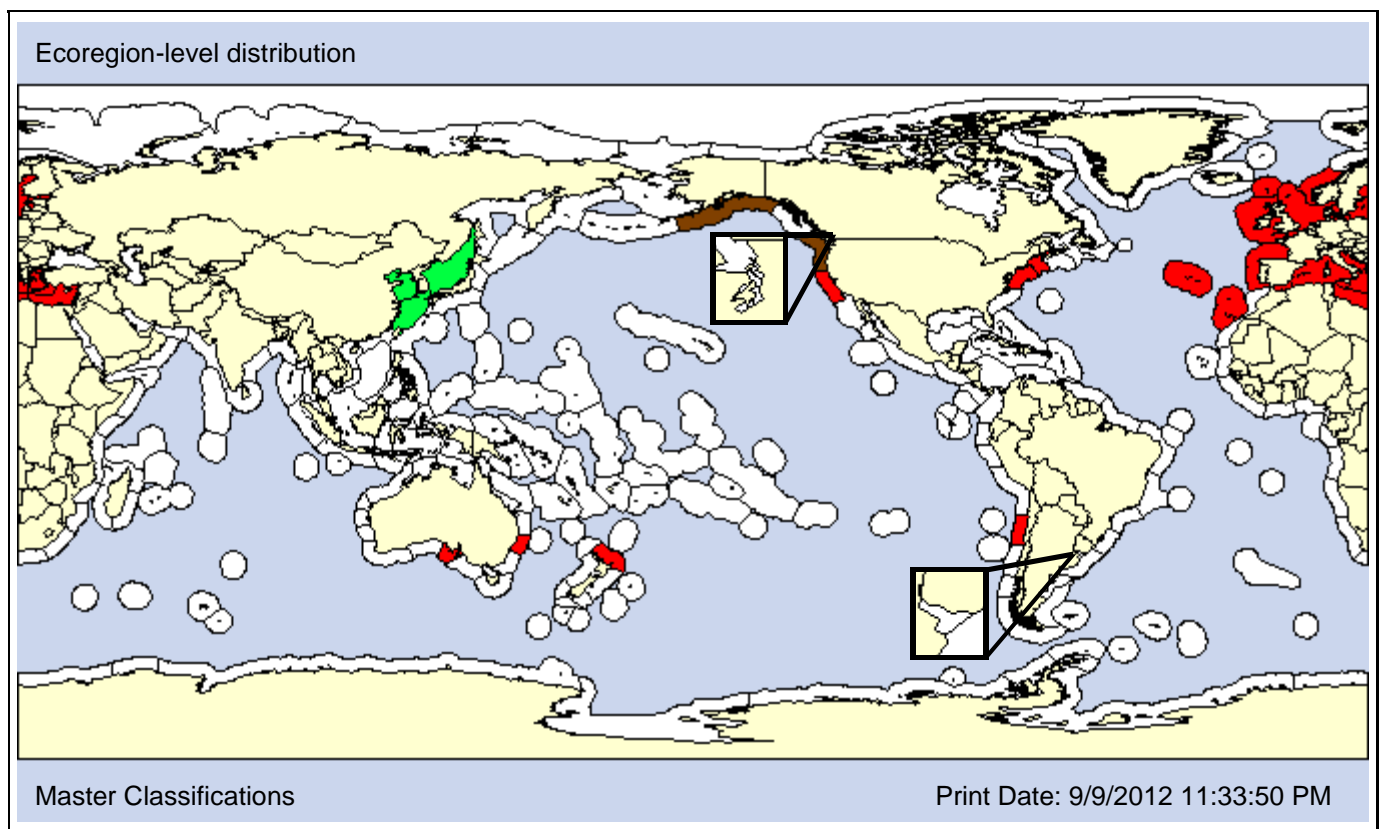 Ecoregion-level distribution
Master Classifications
Print Date: 9/9/2012 11:33:50 PM